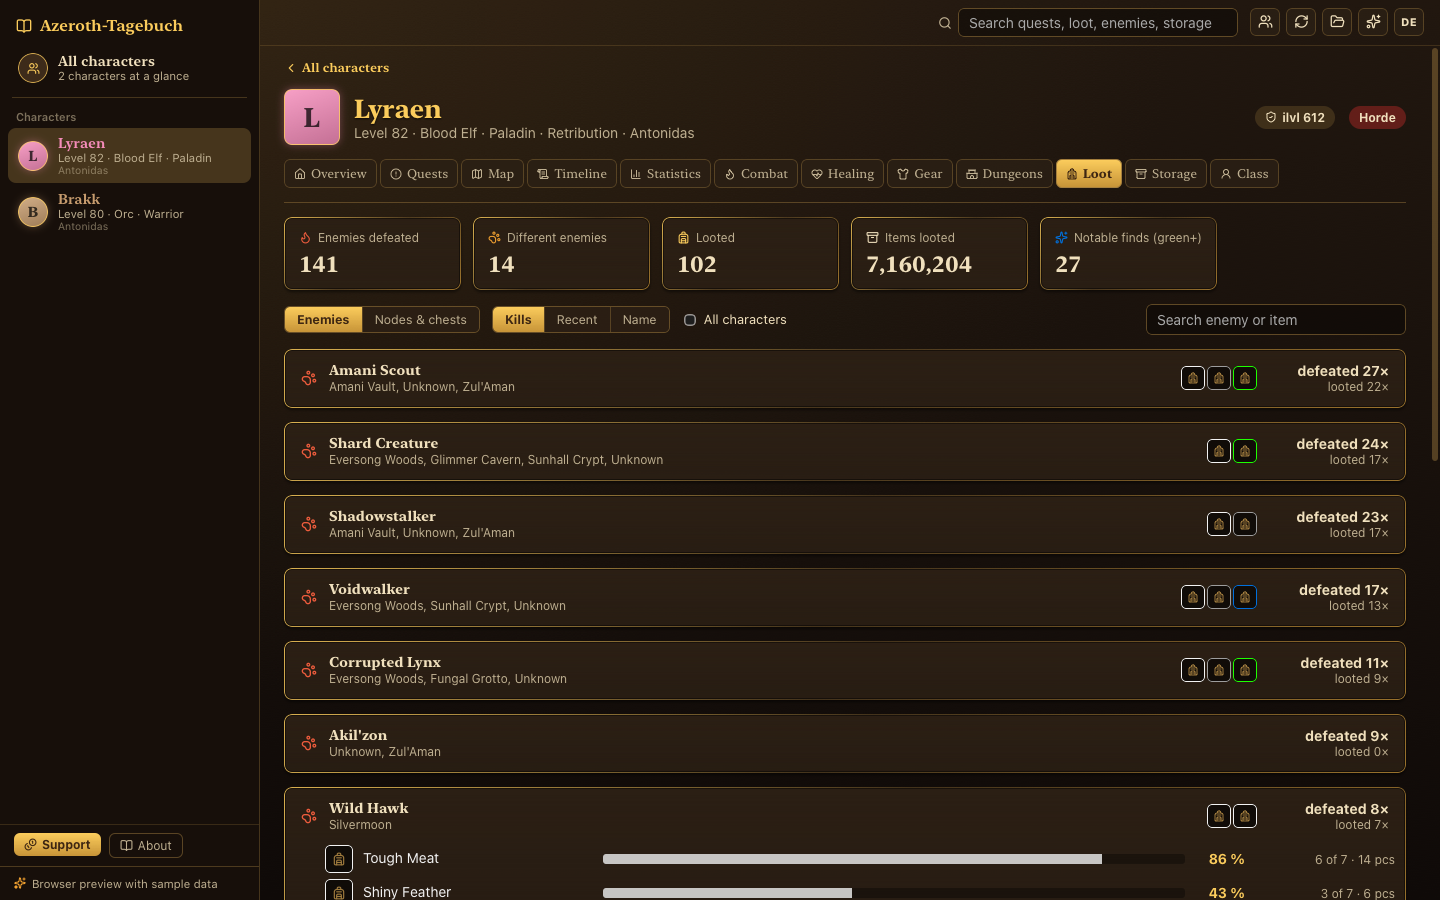 Azeroth-Tagebuch
All characters
2 characters at a glance
Characters
L
Lyraen
Level 82 · Blood Elf · Paladin
Antonidas
B
Brakk
Level 80 · Orc · Warrior
Antonidas
Support
About
Browser preview with sample data
Search quests, loot, enemies, storage
DE
All characters
L
Lyraen
Level 82 · Blood Elf · Paladin · Retribution · Antonidas
ilvl 612
Horde
Overview
Quests
Map
Timeline
Statistics
Combat
Healing
Gear
Dungeons
Loot
Storage
Class
Enemies defeated
141
Different enemies
14
Looted
102
Items looted
7,160,204
Notable finds (green+)
27
Enemies
Nodes & chests
Kills
Recent
Name
All characters
Search enemy or item
Amani Scout
Amani Vault, Unknown, Zul'Aman
defeated 27×
looted 22×
Shard Creature
Eversong Woods, Glimmer Cavern, Sunhall Crypt, Unknown
defeated 24×
looted 17×
Shadowstalker
Amani Vault, Unknown, Zul'Aman
defeated 23×
looted 17×
Voidwalker
Eversong Woods, Sunhall Crypt, Unknown
defeated 17×
looted 13×
Corrupted Lynx
Eversong Woods, Fungal Grotto, Unknown
defeated 11×
looted 9×
Akil'zon
Unknown, Zul'Aman
defeated 9×
looted 0×
Wild Hawk
Silvermoon
defeated 8×
looted 7×
Tough Meat
86 %
6 of 7 · 14 pcs
Shiny Feather
43 %
3 of 7 · 6 pcs